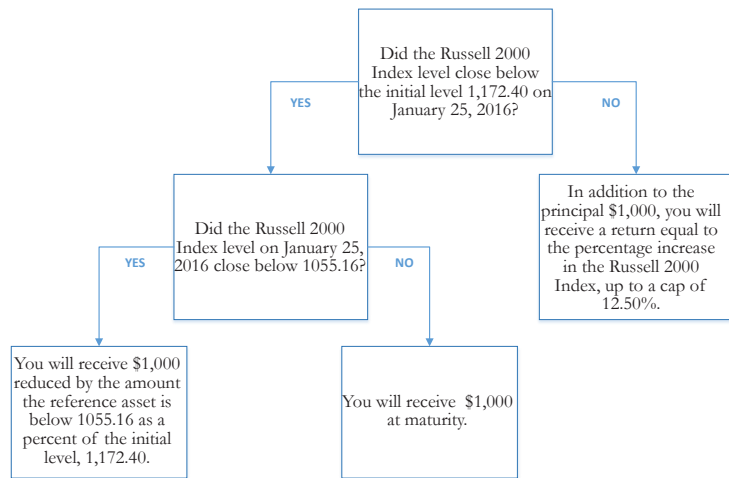 Did the Russell 2000
Index level close below
the initial level 1,172.40 on
January 25, 2016?
YES
NO
Did the Russell 2000
Index level on January 25,
2016 close below 1055.16?
In addition to the
principal $1,000, you will
receive a return equal to
the percentage increase
in the Russell 2000
Index, up to a cap of
12.50%.
YES
NO
You will receive $1,000
reduced by the amount
the reference asset is
below 1055.16 as a
percent of the initial
level, 1,172.40.
You will receive $1,000
at maturity.